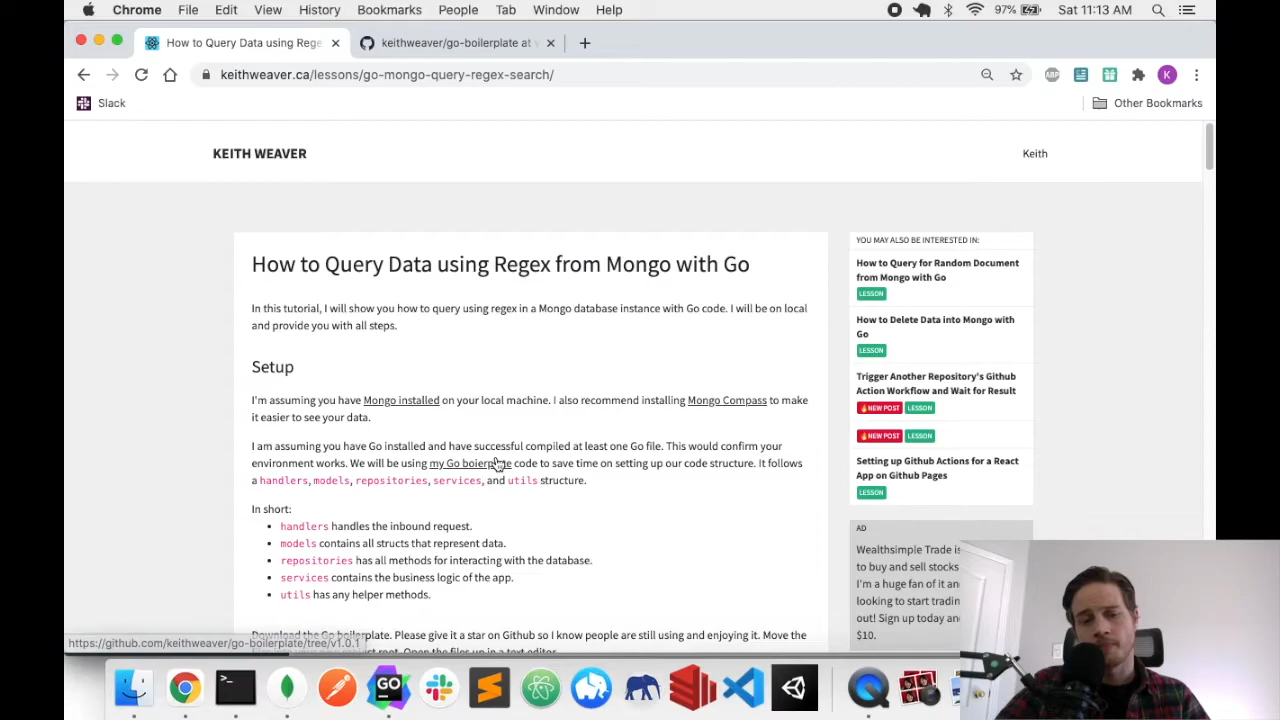 Chrome File Edit View History Bookmarks People Tab Window Help 97% Sat 11:13 AM
How to Query Data using Rege
keithweaver/go-boilerplate at v
keithweaver.ca/lessons/go-mongo-query-regex-search/
ABP
K
Slack
Other Bookmarks
KEITH WEAVER
Keith
How to Query Data using Regex from Mongo with Go
In this tutorial, I will show you how to query using regex in a Mongo database instance with Go code. I will be on local
and provide you with all steps.
Setup
I'm assuming you have Mongo installed on your local machine. I also recommend installing Mongo Compass to make
it easier to see your data.
I am assuming you have Go installed and have successful compiled at least one Go file. This would confirm your
environment works. We will be using my Go boierplate code to save time on setting up our code structure. It follows
a handlers, models, repositories, services, and utils structure.
In short:
handlers handles the inbound request.
models contains all structs that represent data.
repositories has all methods for interacting with the database.
services contains the business logic of the app.
utils has any helper methods.
Download the Go boilerplate. Please give it a star on Github so I know people are still using and enjoying it. Move the
https://github.com/keithweaver/go-boilerplate/tree/v1.0.1
root. Open the files up in a text editor.
YOU MAY ALSO BE INTERESTED IN:
How to Query for Random Document
from Mongo with Go
LESSON
How to Delete Data into Mongo with
Go
LESSON
Trigger Another Repository's Github
Action Workflow and Wait for Result
NEW POST LESSON
NEW POST LESSON
Setting up Github Actions for a React
App on Github Pages
LESSON
AD
Wealthsimple Trade is
to buy and sell stocks
I'm a huge fan of it an
looking to start tradin
out! Sign up today an
$10.
GO